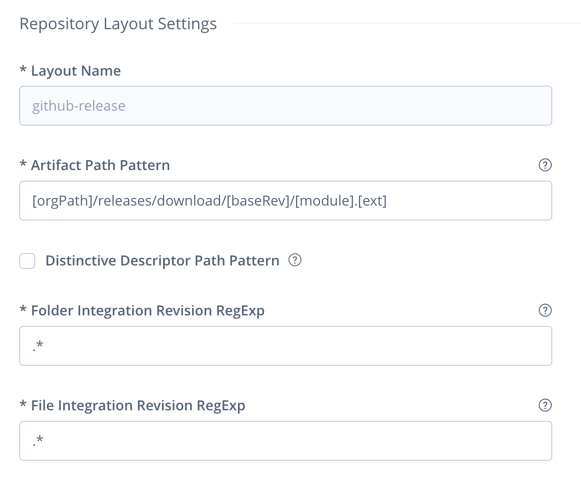 Repository Layout Settings
* Layout Name
github-release
* Artifact Path Pattern
[orgPath]/releases/download/[baseRev]/[module].[ext]
Distinctive Descriptor Path Pattern
* Folder Integration Revision RegExp
.*
* File Integration Revision RegExp
.*